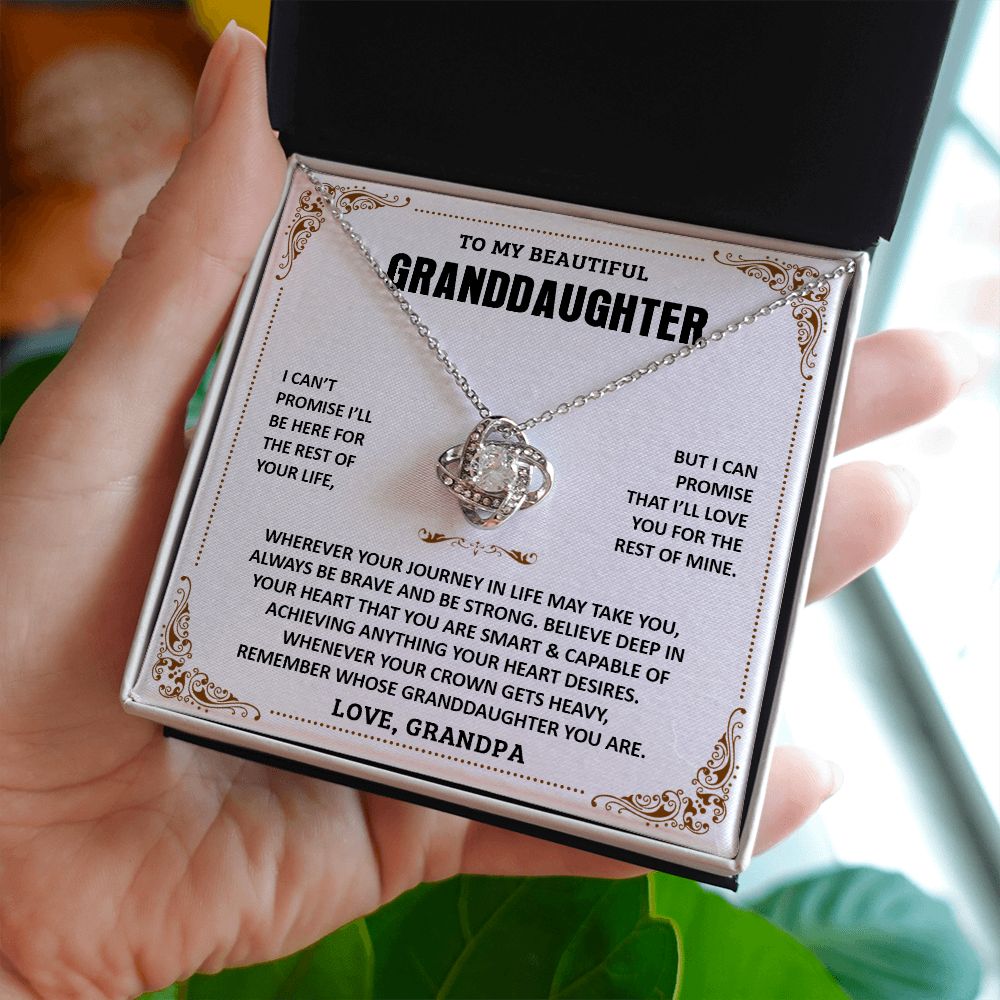 TO MY BEAUTIFUL
GRANDDAUGHTER
I CAN'T
PROMISE I'LL
BE HERE FOR
THE REST OF
YOUR LIFE,
BUT I CAN
PROMISE
THAT I'LL LOVE
YOU FOR THE
REST OF MINE.
WHEREVER YOUR JOURNEY IN LIFE MAY TAKE YOU,
ALWAYS BE BRAVE AND BE STRONG. BELIEVE DEEP IN
YOUR HEART THAT YOU ARE SMART & CAPABLE OF
ACHIEVING ANYTHING YOUR HEART DESIRES.
WHENEVER YOUR CROWN GETS HEAVY,
REMEMBER WHOSE GRANDDAUGHTER YOU ARE.
LOVE, GRANDPA